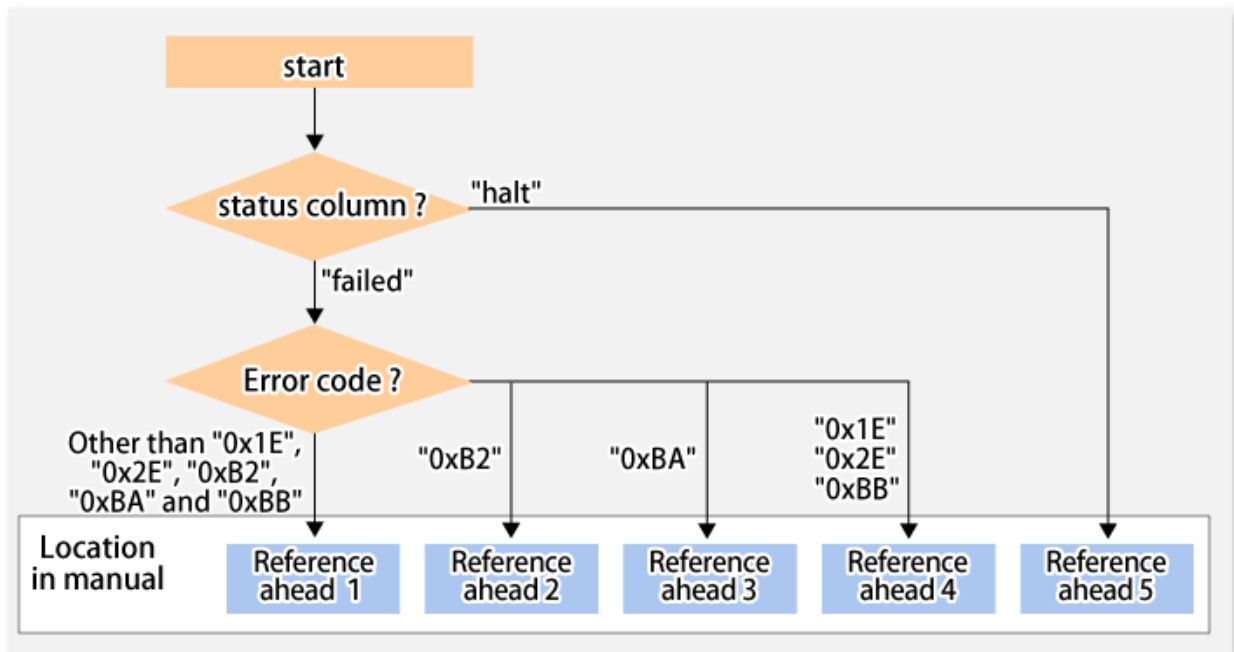 start
status column ?
"halt"
"failed"
Error code ?
Other than "0x1E",
"0x2E", "0xB2",
"0xBA" and "0xBB"
"0xB2"
"0xBA"
"0x1E"
"0x2E"
"0xBB"
Location
in manual
Reference
ahead 1
Reference
ahead 2
Reference
ahead 3
Reference
ahead 4
Reference
ahead 5